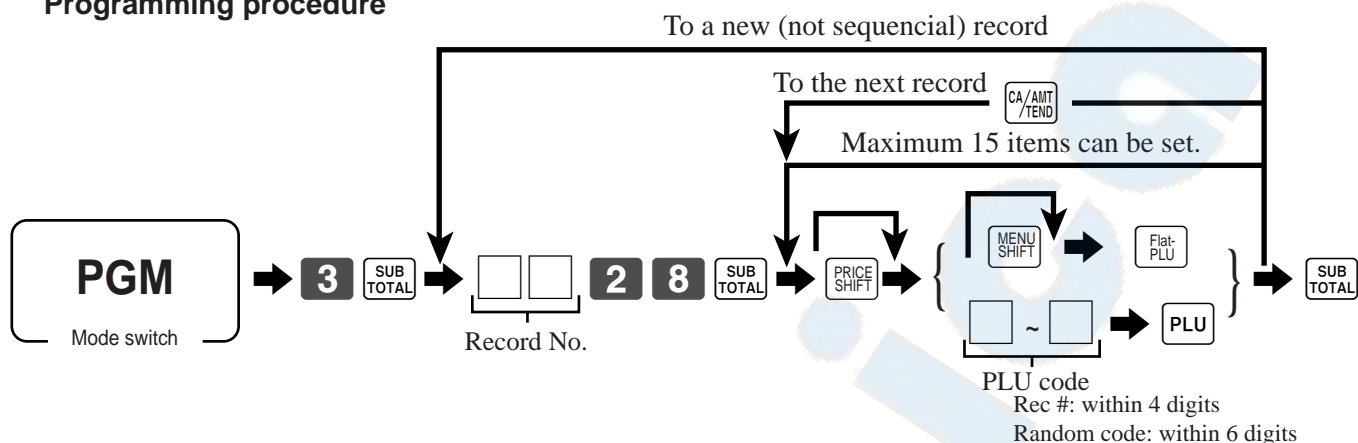 Programming procedure
To a new (not sequencial) record
To the next record
CA/AMT
/TEND
Maximum 15 items can be set.
PGM
Mode switch
3
SUB
TOTAL
2 8
SUB
TOTAL
PRICE
SHIFT
MENU
SHIFT
Flat-
PLU
{ }
~
PLU
SUB
TOTAL
Record No.
PLU code
Rec #: within 4 digits
Random code: within 6 digits